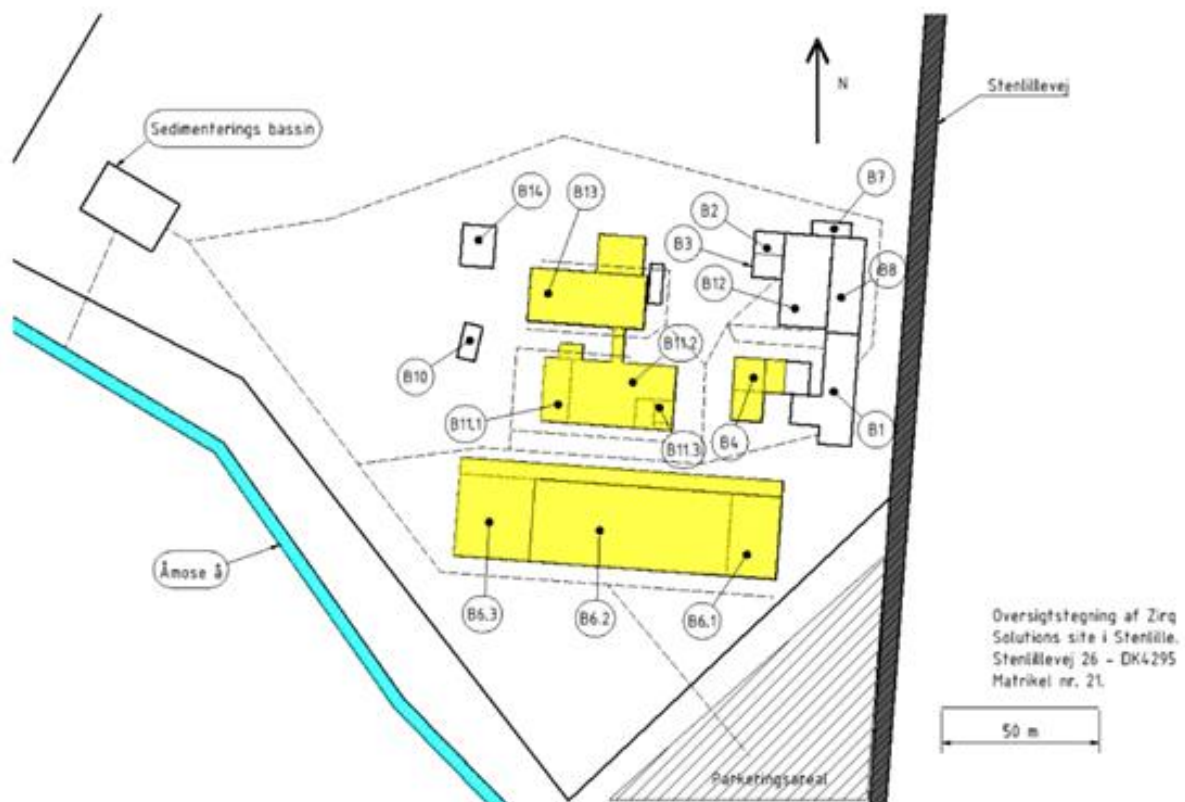 Stenlillevej
N
Sedimenterings bassin
B7
B14
B13
B2
B3
B8
B12
B11.2
B10
B11.1
B11.3
B4
B1
Åmose å
B6.3
B6.2
B6.1
Oversigtstegning af Zirq
Solutions site i Stenlille.
Stenlillevej 26 - DK4295
Matrikel nr. 21.
50 m
Parkeringsareal